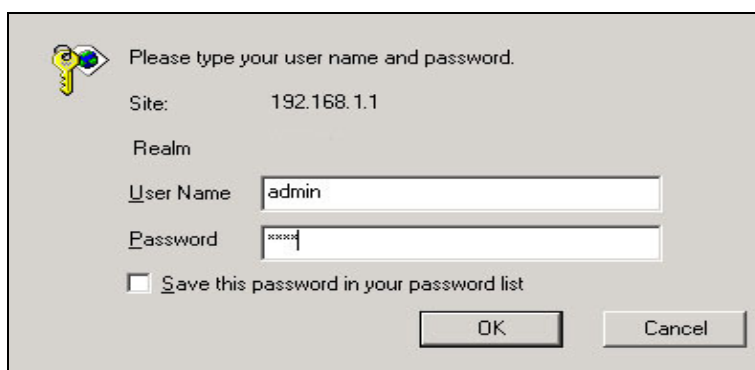 Please type your user name and password.
Site: 192.168.1.1
Realm
User Name admin
Password ****
Save this password in your password list
OK Cancel